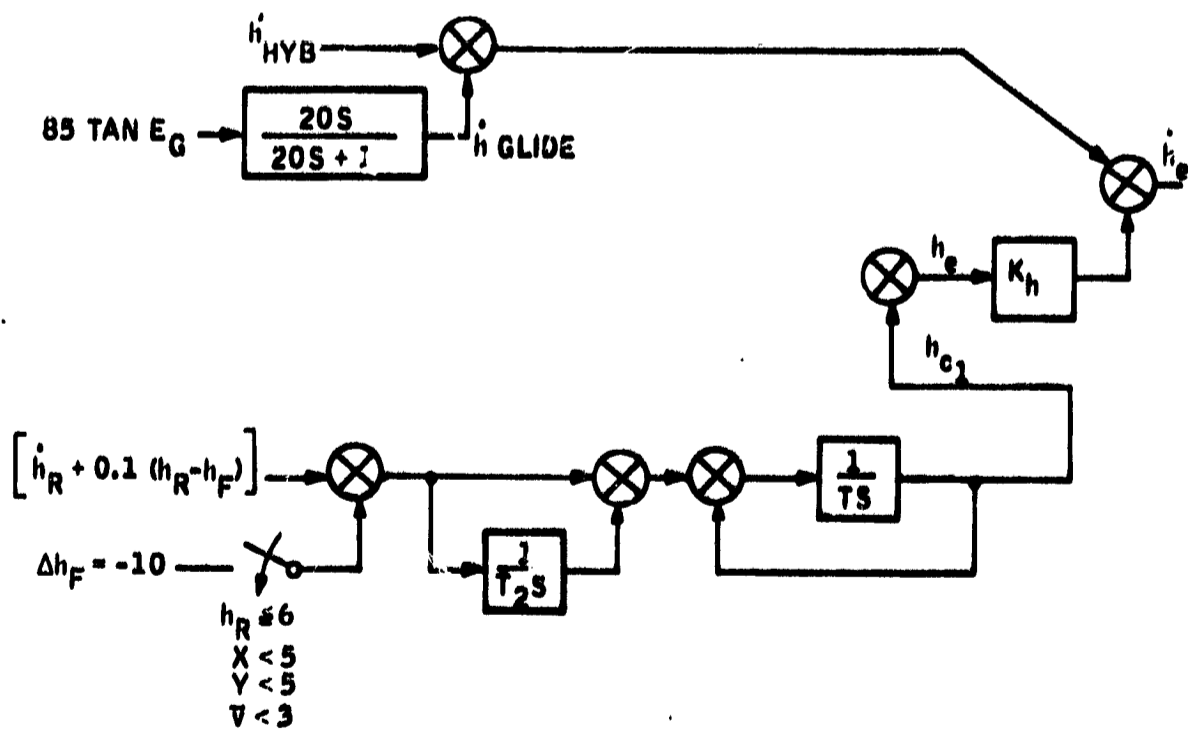 ḣHYB
85 TAN EG
20S
20S + 1
ḣ GLIDE
ḣe
he
Kh
hc1
[ḣR + 0.1 (hR-hF)]
1
TS
ΔhF = -10
1
T2S
hR ≤6
X < 5
Y < 5
V < 3